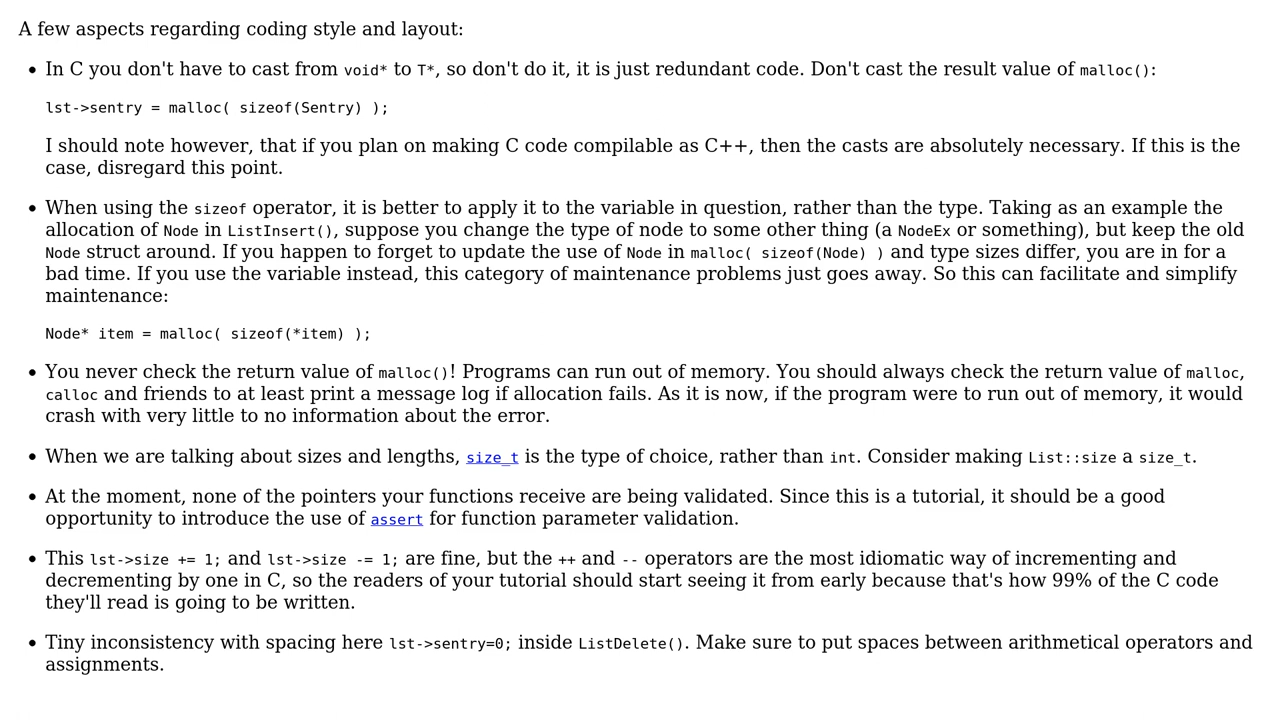 A few aspects regarding coding style and layout:
• In C you don't have to cast from void* to T*, so don't do it, it is just redundant code. Don't cast the result value of malloc():
lst->sentry = malloc( sizeof(Sentry) );
I should note however, that if you plan on making C code compilable as C++, then the casts are absolutely necessary. If this is the
case, disregard this point.
• When using the sizeof operator, it is better to apply it to the variable in question, rather than the type. Taking as an example the
allocation of Node in ListInsert(), suppose you change the type of node to some other thing (a NodeEx or something), but keep the old
Node struct around. If you happen to forget to update the use of Node in malloc( sizeof(Node) ) and type sizes differ, you are in for a
bad time. If you use the variable instead, this category of maintenance problems just goes away. So this can facilitate and simplify
maintenance:
Node* item = malloc( sizeof(*item) );
• You never check the return value of malloc()! Programs can run out of memory. You should always check the return value of malloc,
calloc and friends to at least print a message log if allocation fails. As it is now, if the program were to run out of memory, it would
crash with very little to no information about the error.
• When we are talking about sizes and lengths, size_t is the type of choice, rather than int. Consider making List::size a size_t.
• At the moment, none of the pointers your functions receive are being validated. Since this is a tutorial, it should be a good
opportunity to introduce the use of assert for function parameter validation.
• This lst->size += 1; and lst->size -= 1; are fine, but the ++ and -- operators are the most idiomatic way of incrementing and
decrementing by one in C, so the readers of your tutorial should start seeing it from early because that's how 99% of the C code
they'll read is going to be written.
• Tiny inconsistency with spacing here lst->sentry=0; inside ListDelete(). Make sure to put spaces between arithmetical operators and
assignments.